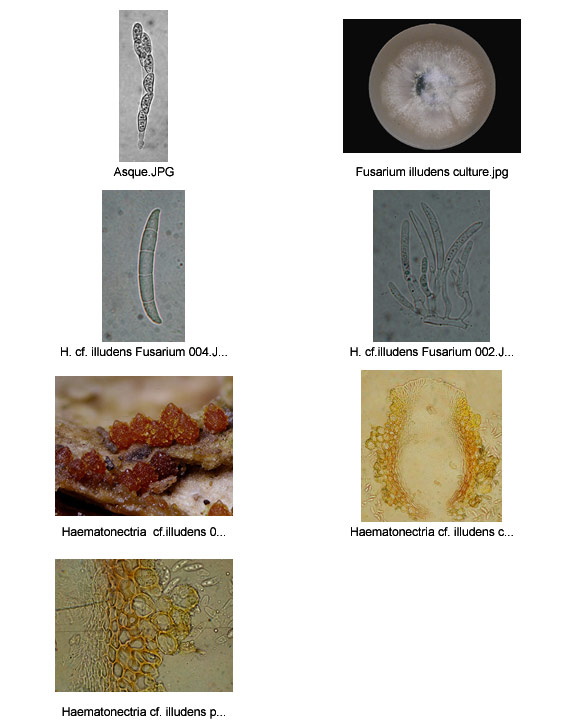 Asque.JPG
Fusarium illudens culture.jpg
H. cf. illudens Fusarium 004.J...
H. cf.illudens Fusarium 002.J...
Haematonectria  cf.illudens 0...
Haematonectria cf. illudens c...
Haematonectria cf. illudens p...